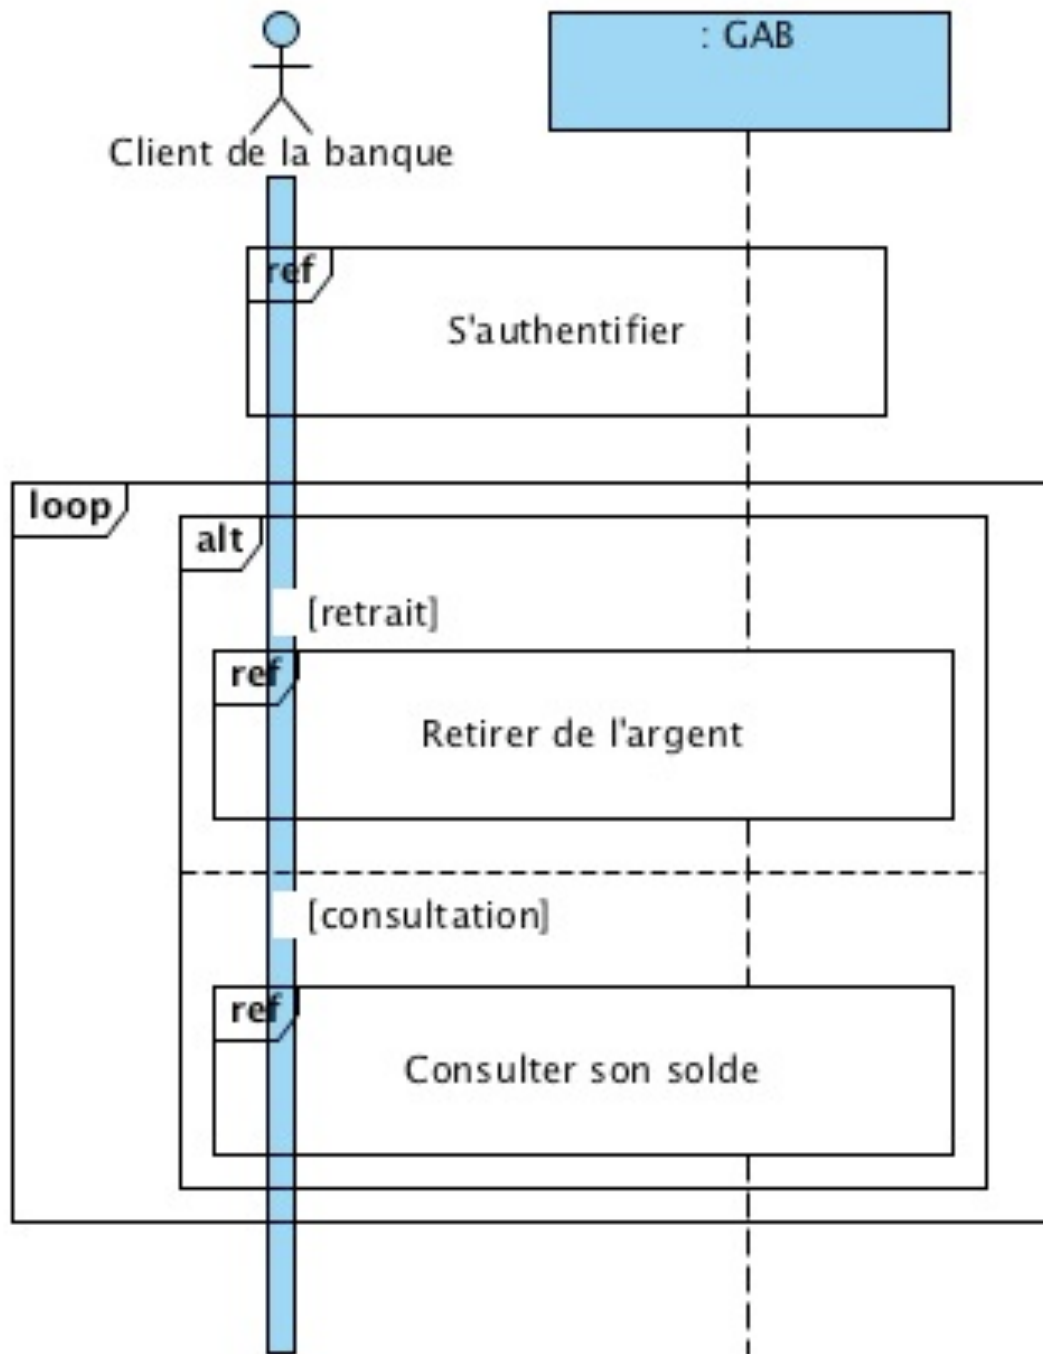 : GAB
Client de la banque
ref
S'authentifier
loop
alt
[retrait]
ref
Retirer de l'argent
[consultation]
ref
Consulter son solde